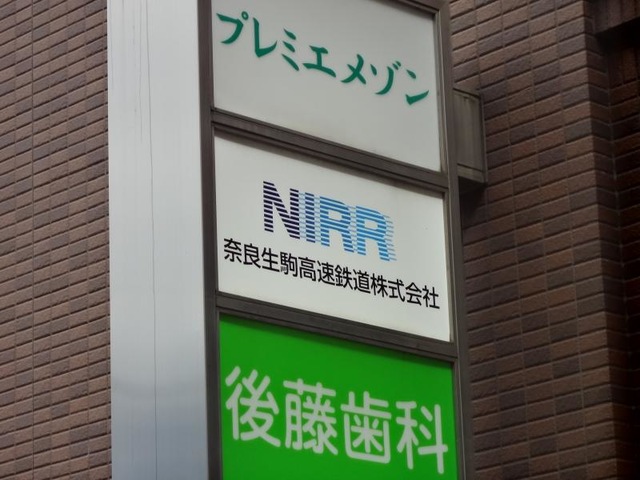 プレミエメゾン
NIRR
奈良生駒高速鉄道株式会社
後藤歯科